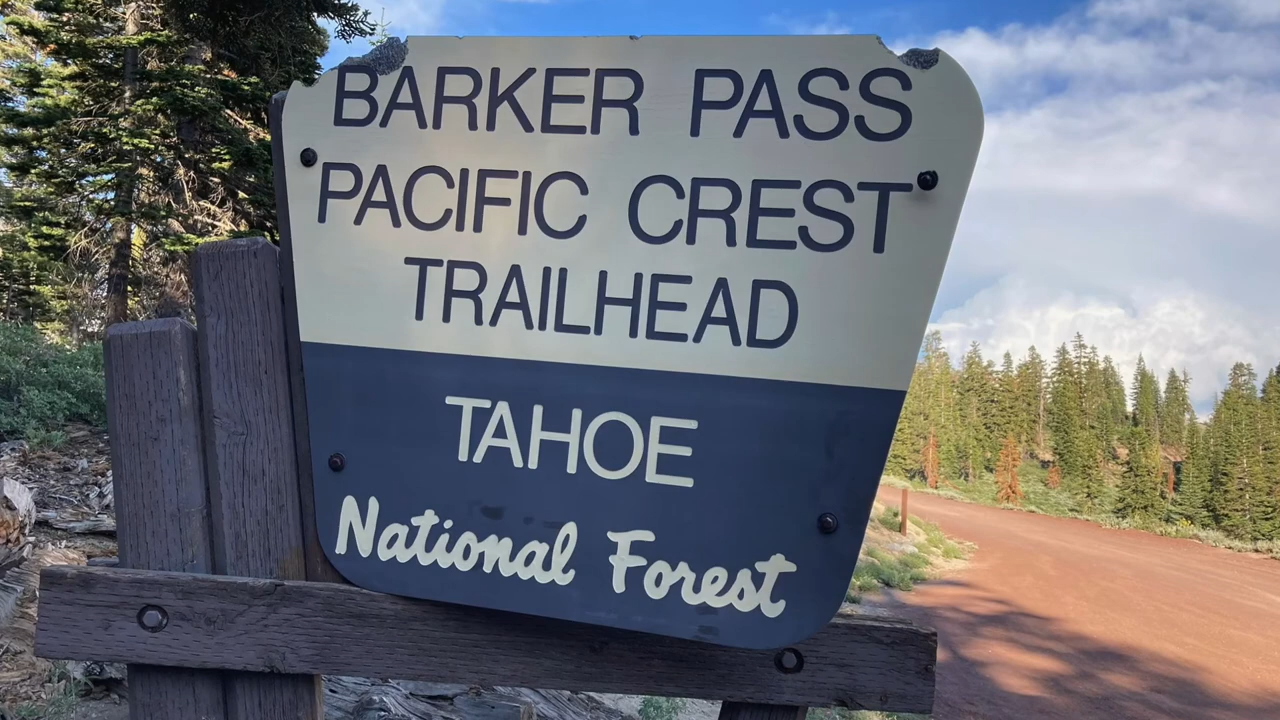 BARKER PASS
PACIFIC CREST
TRAILHEAD
TAHOE
National Forest